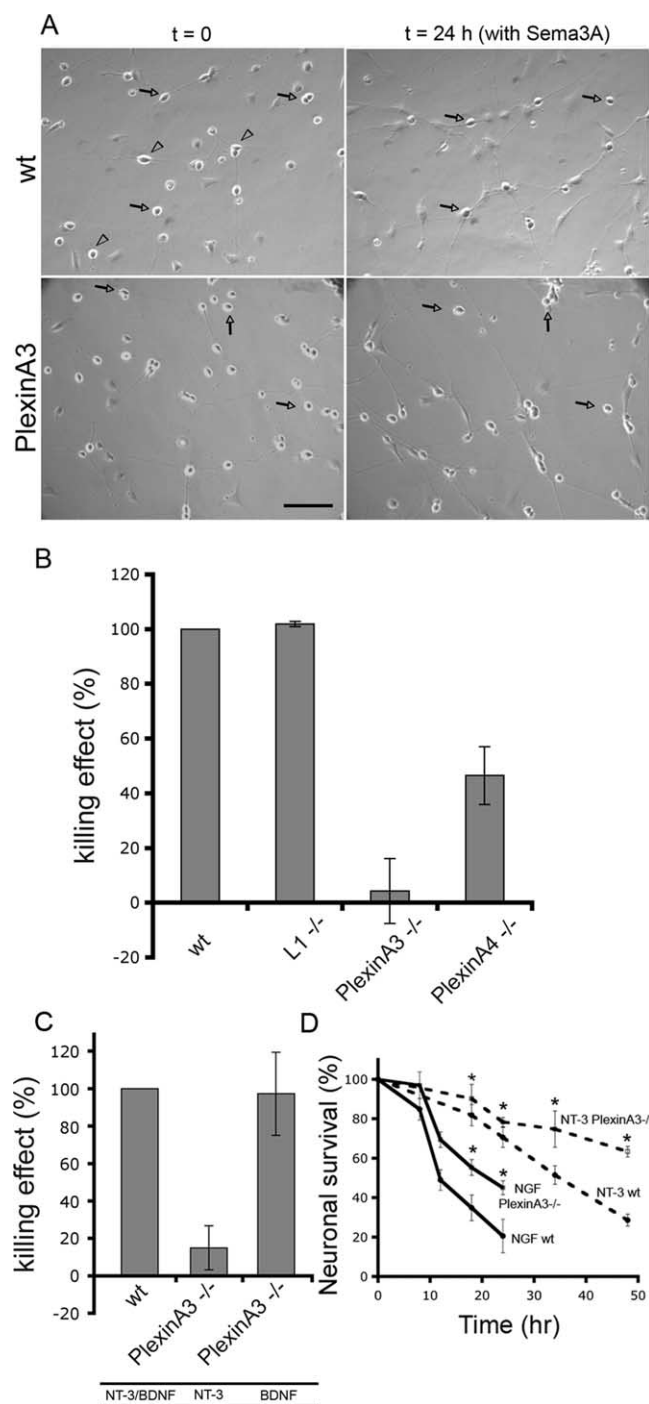 A
t = 0
t = 24 h (with Sema3A)
wt
PlexinA3
B
killing effect (%)
120
100
80
60
40
20
0
-20
wt
L1 -/-
PlexinA3 -/-
PlexinA4 -/-
C
killing effect (%)
120
100
80
60
40
20
0
-20
wt
PlexinA3 -/-
PlexinA3 -/-
NT-3/BDNF NT-3 BDNF
D
Neuronal survival (%)
100
80
60
40
20
0
0 10 20 30 40 50
Time (hr)
* * * *
NT-3 PlexinA3-/-
NT-3 wt
* *
NGF
PlexinA3-/-
NGF wt